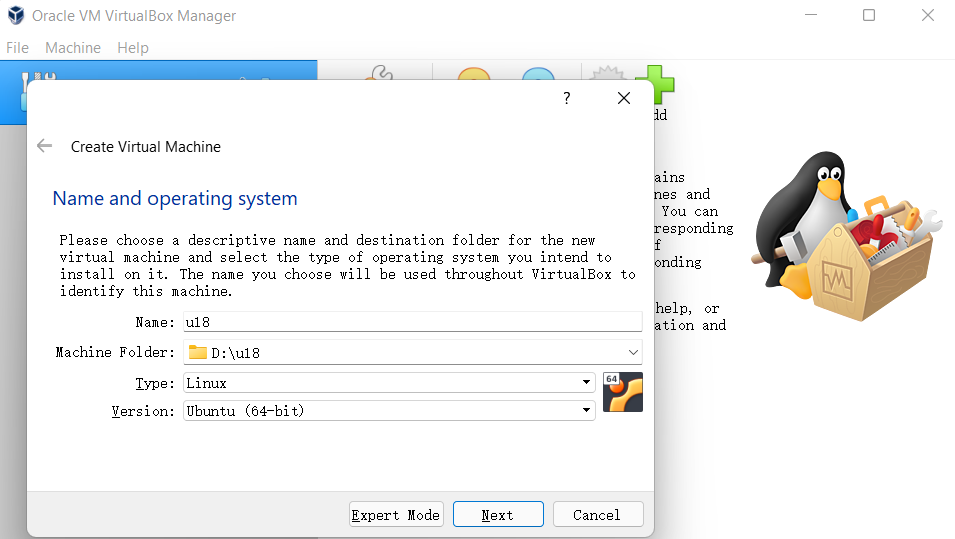 Oracle VM VirtualBox Manager
File Machine Help
dd
?
Create Virtual Machine
Name and operating system
Please choose a descriptive name and destination folder for the new
virtual machine and select the type of operating system you intend to
install on it. The name you choose will be used throughout VirtualBox to
identify this machine.
Name: u18
Machine Folder: D:\u18
Type: Linux
64
Version: Ubuntu (64-bit)
Expert Mode Next Cancel
ains
nes and
You can
responding
f
onding
help, or
ation and